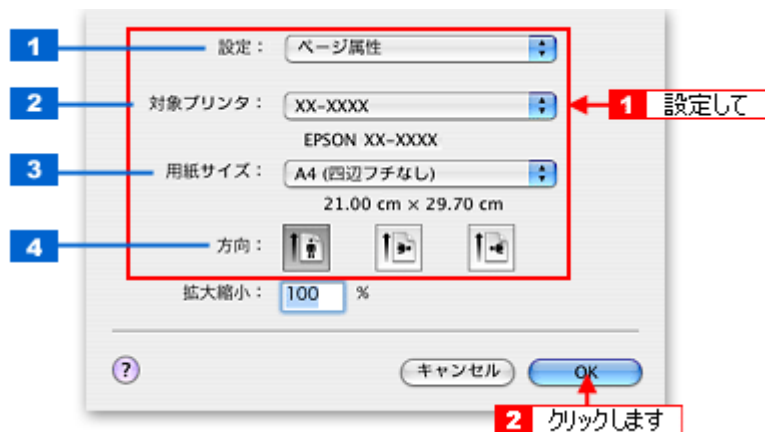 1 設定： ページ属性
2 対象プリンタ： XX-XXXX 1 設定して
EPSON XX-XXXX
3 用紙サイズ： A4 (四辺フチなし)
21.00 cm × 29.70 cm
4 方向：
拡大縮小： 100 %
? キャンセル OK
2 クリックします